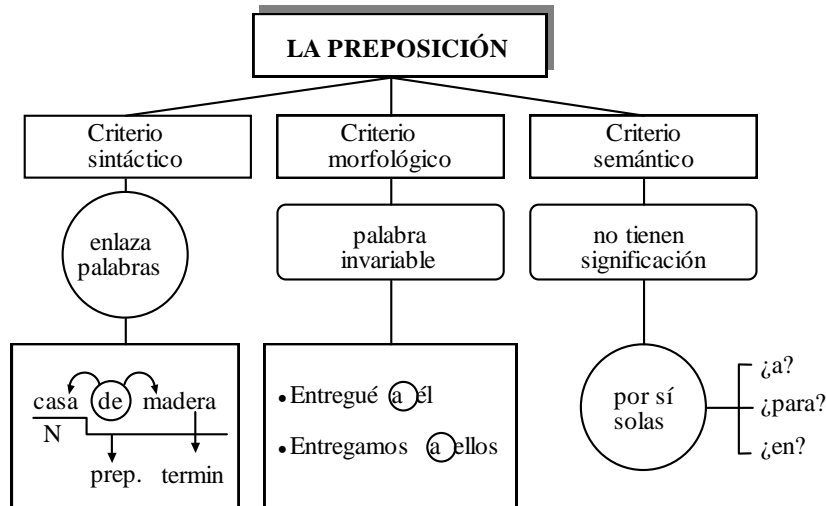 LA PREPOSICIÓN
Criterio
sintáctico
enlaza
palabras
casa de madera
N
prep. termin
Criterio
morfológico
palabra
invariable
• Entregué a él
• Entregamos a ellos
Criterio
semántico
no tienen
significación
por sí
solas
¿a?
¿para?
¿en?